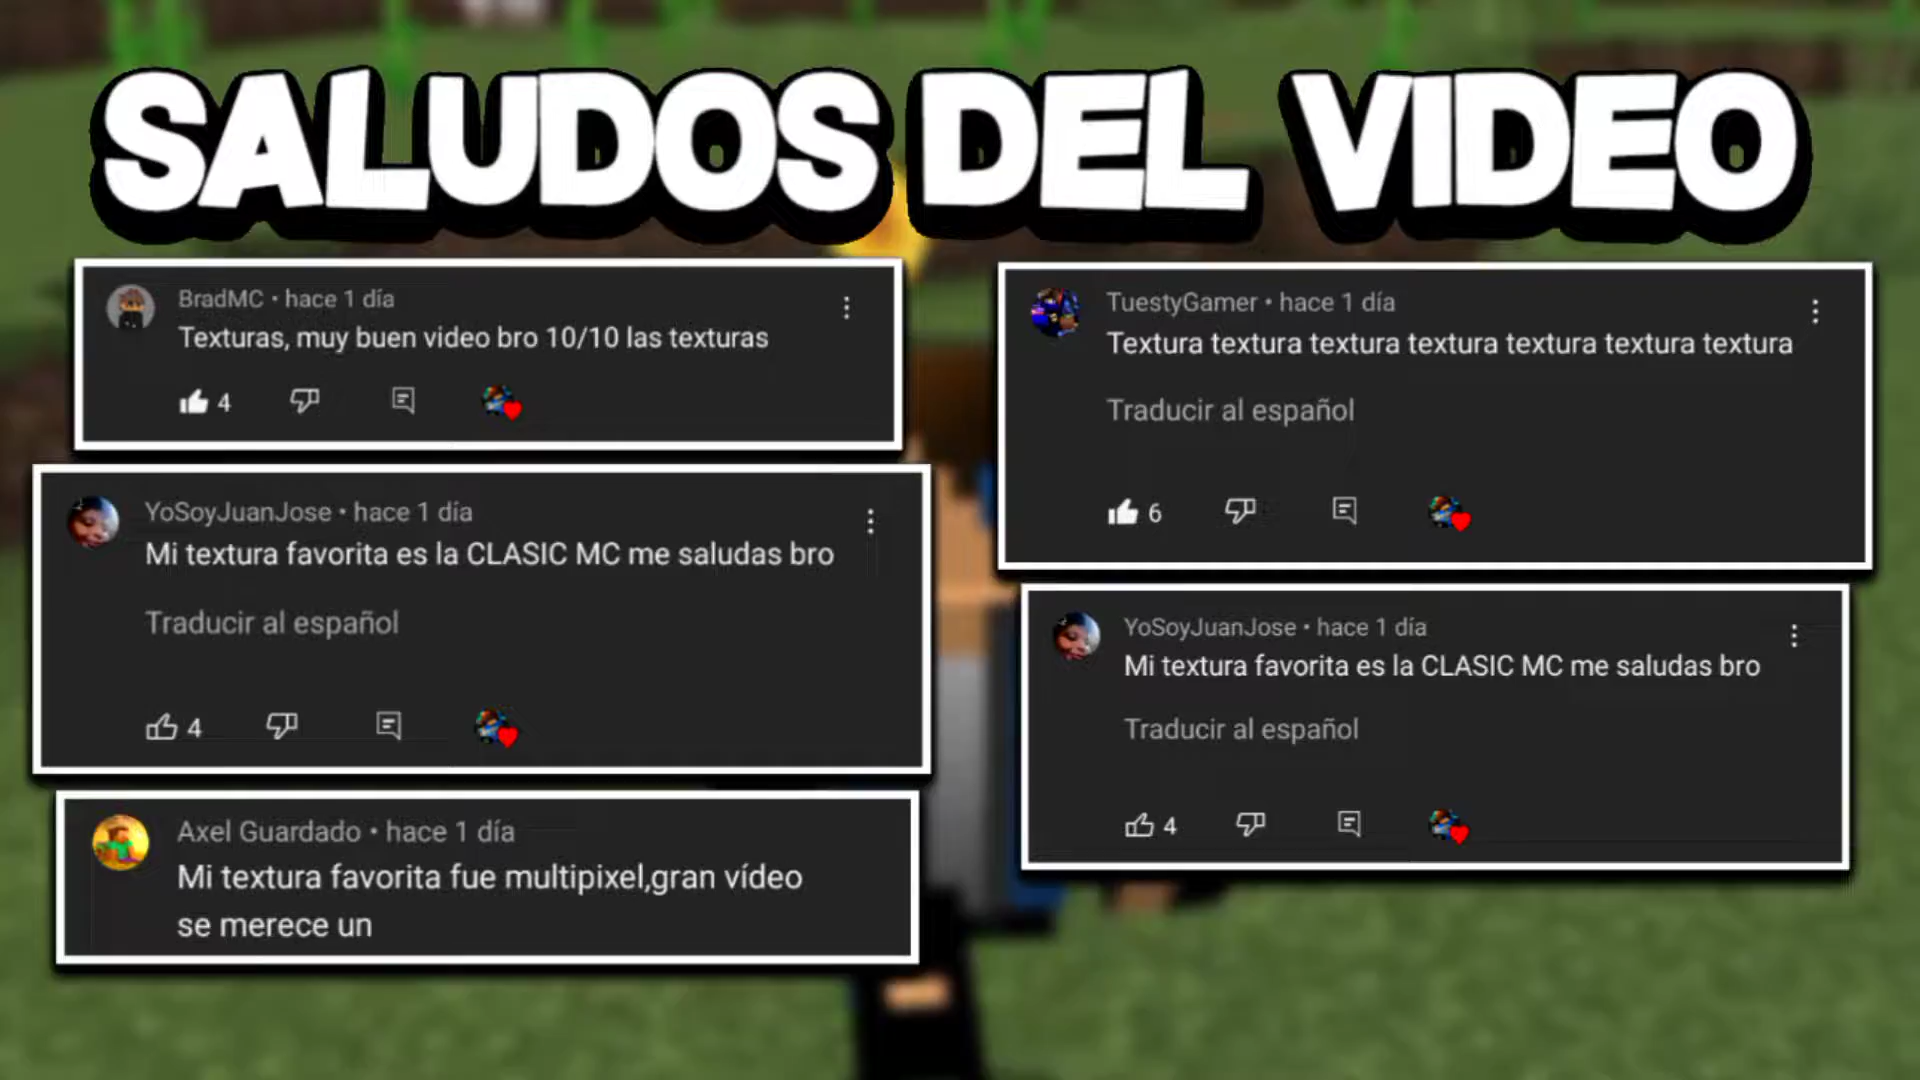 SALUDOS DEL VIDEO
BradMC • hace 1 día
Texturas, muy buen video bro 10/10 las texturas
4
YoSoyJuanJose • hace 1 día
Mi textura favorita es la CLASIC MC me saludas bro
Traducir al español
4
Axel Guardado • hace 1 día
Mi textura favorita fue multipixel,gran vídeo
se merece un
TuestyGamer • hace 1 día
Textura textura textura textura textura textura textura
Traducir al español
6
YoSoyJuanJose • hace 1 día
Mi textura favorita es la CLASIC MC me saludas bro
Traducir al español
4